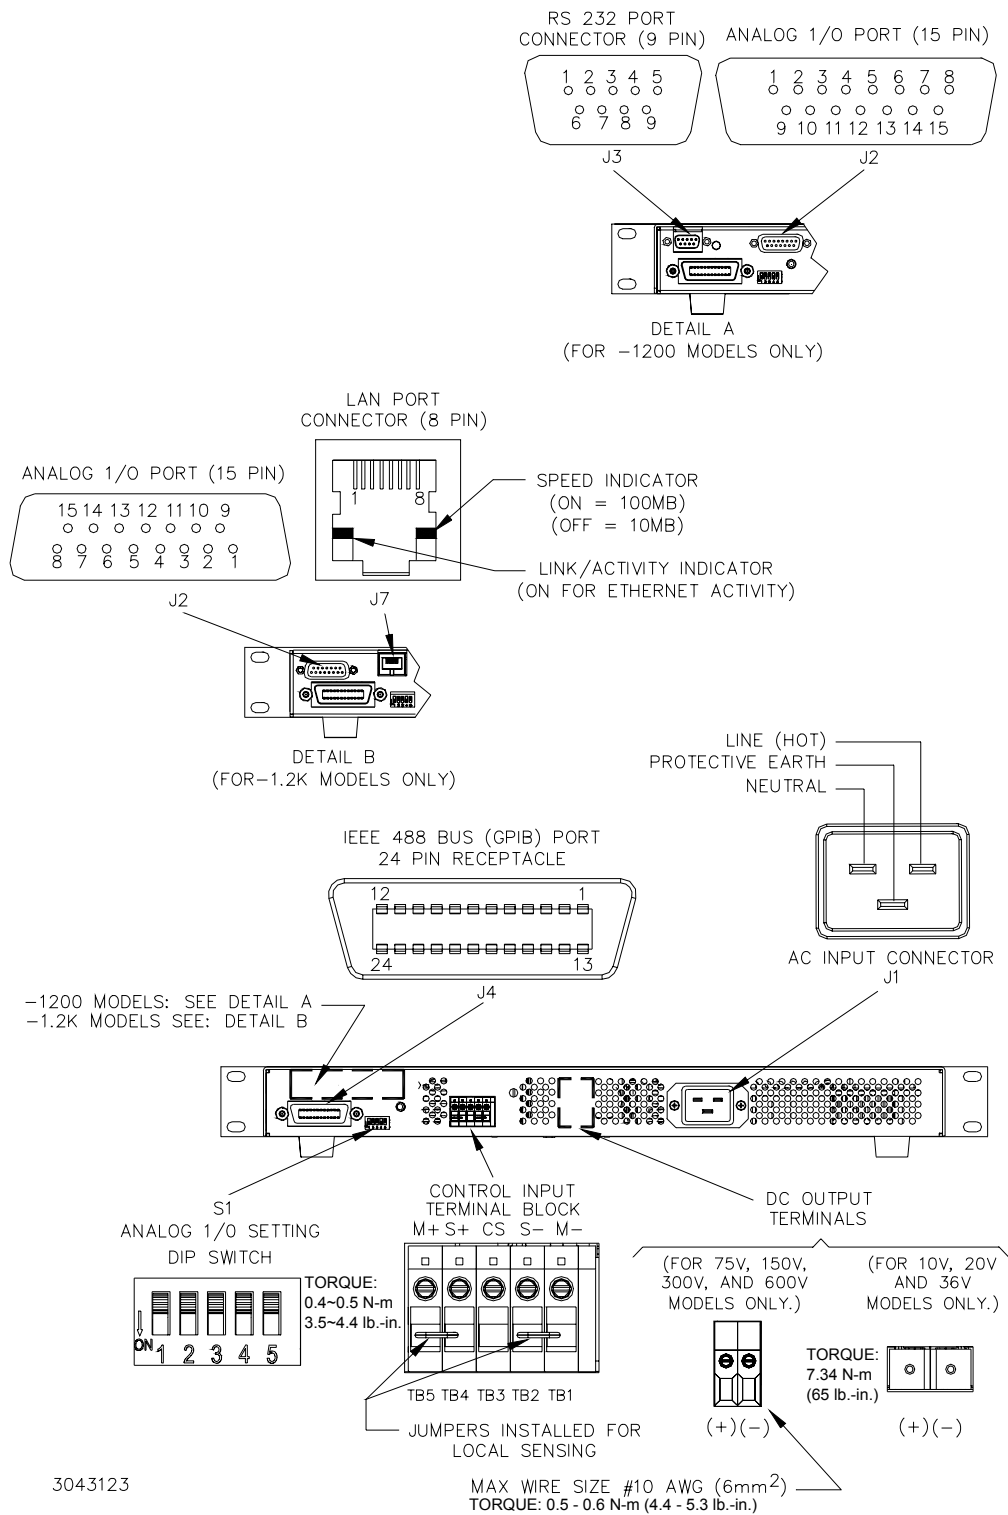 RS 232 PORT
CONNECTOR (9 PIN)
ANALOG 1/O PORT (15 PIN)
1 2 3 4 5
6 7 8 9
1 2 3 4 5 6 7 8
9 10 11 12 13 14 15
J3
J2
DETAIL A
(FOR -1200 MODELS ONLY)
LAN PORT
CONNECTOR (8 PIN)
1 8
SPEED INDICATOR
(ON = 100MB)
(OFF = 10MB)
LINK/ACTIVITY INDICATOR
(ON FOR ETHERNET ACTIVITY)
ANALOG 1/O PORT (15 PIN)
15 14 13 12 11 10 9
8 7 6 5 4 3 2 1
J2
J7
DETAIL B
(FOR-1.2K MODELS ONLY)
LINE (HOT)
PROTECTIVE EARTH
NEUTRAL
AC INPUT CONNECTOR
J1
IEEE 488 BUS (GPIB) PORT
24 PIN RECEPTACLE
12 1
24 13
J4
-1200 MODELS: SEE DETAIL A
-1.2K MODELS SEE: DETAIL B
S1
ANALOG 1/0 SETTING
DIP SWITCH
ON
1 2 3 4 5
CONTROL INPUT
TERMINAL BLOCK
M+ S+ CS S- M-
TORQUE:
0.4~0.5 N-m
3.5~4.4 lb.-in.
TB5 TB4 TB3 TB2 TB1
JUMPERS INSTALLED FOR
LOCAL SENSING
DC OUTPUT
TERMINALS
(FOR 75V, 150V,
300V, AND 600V
MODELS ONLY.)
(+)(-)
(FOR 10V, 20V
AND 36V
MODELS ONLY.)
TORQUE:
7.34 N-m
(65 lb.-in.)
(+)(-)
MAX WIRE SIZE #10 AWG (6mm2)
TORQUE: 0.5 - 0.6 N-m (4.4 - 5.3 lb.-in.)
3043123